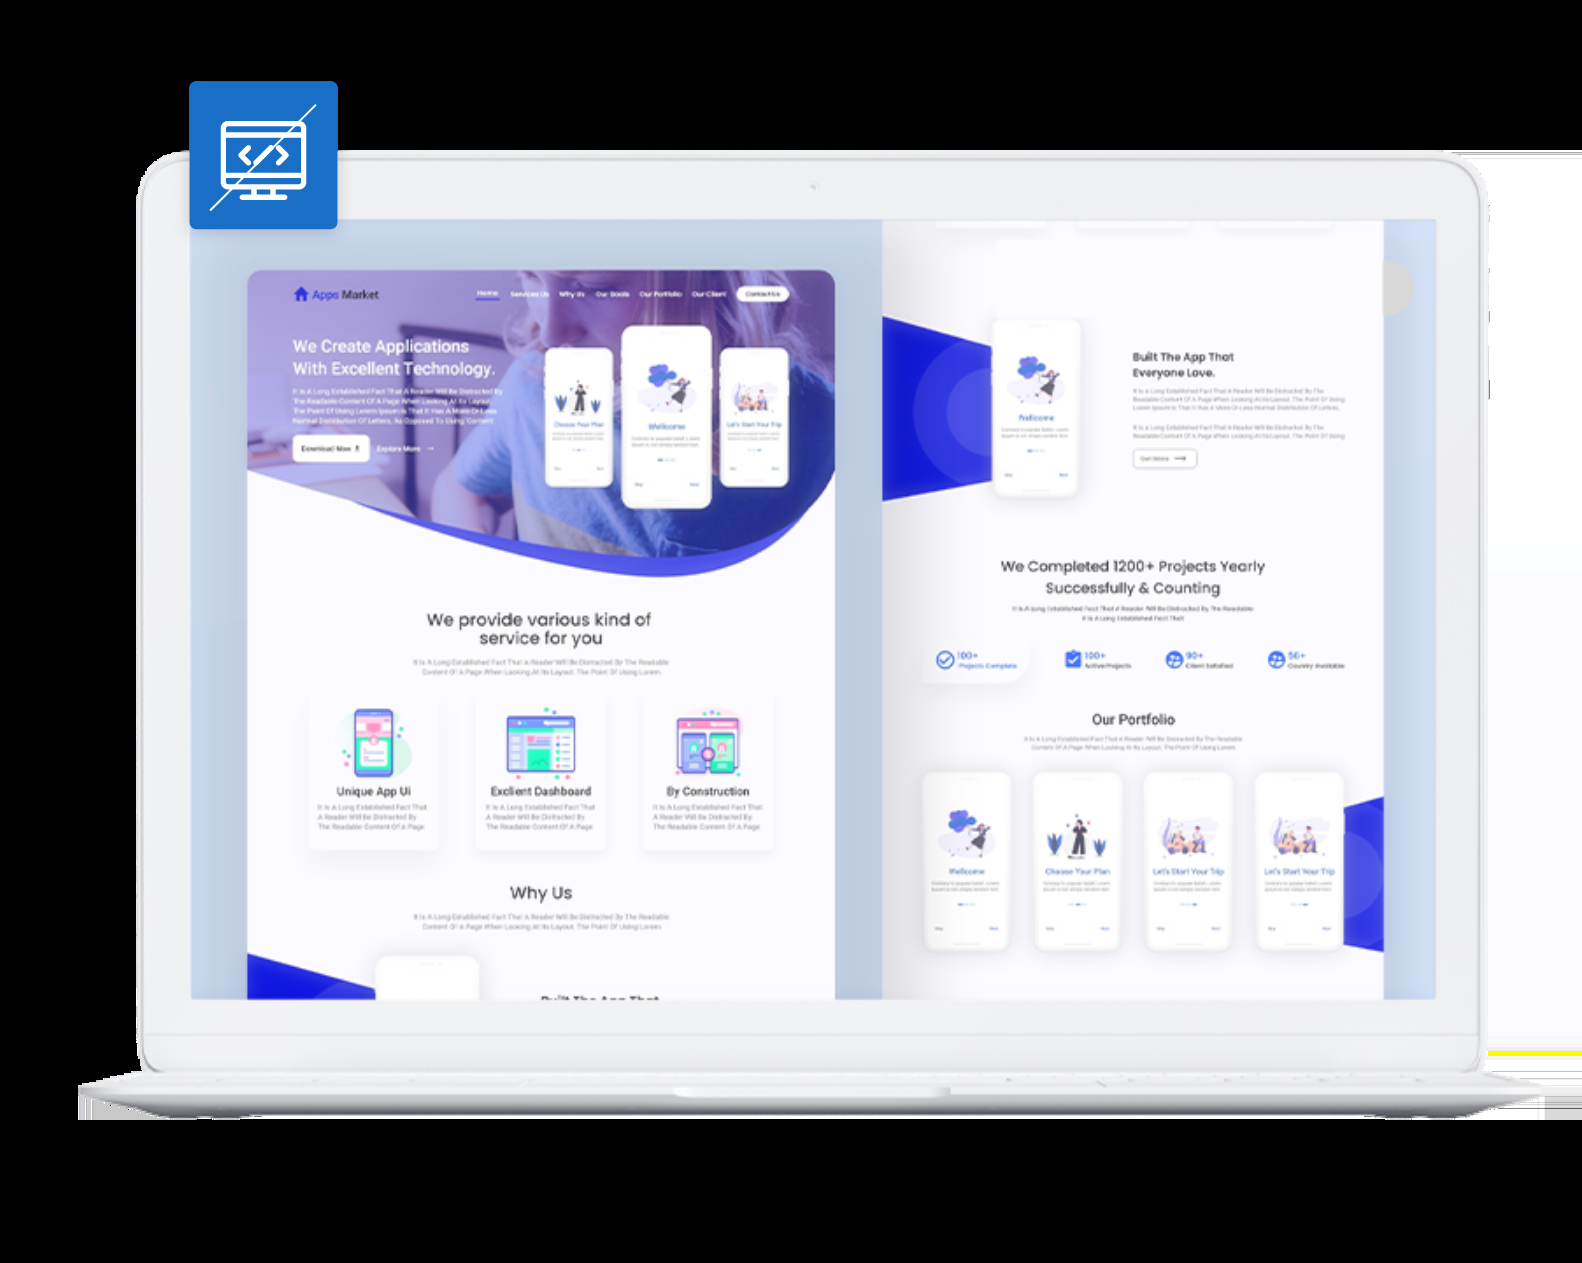 Apps Market
Home Services Us Why Us Our Goals Our Portfolio Our Client Contact Us
We Create Applications
With Excellent Technology.
It Is A Long Established Fact That A Reader Will Be Distracted By
The Readable Content Of A Page When Looking At Its Layout.
The Point Of Using Lorem Ipsum Is That It Has A More-Or-Less
Normal Distribution Of Letters, As Opposed To Using 'Content
Download Now Explore More →
Choose Your Plan
Wellcome
Let's Start Your Trip
We provide various kind of
service for you
It Is A Long Established Fact That A Reader Will Be Distracted By The Readable
Content Of A Page When Looking At Its Layout. The Point Of Using Lorem
Unique App Ui
It Is A Long Established Fact That
A Reader Will Be Distracted By
The Readable Content Of A Page
Exclient Dashboard
It Is A Long Established Fact That
A Reader Will Be Distracted By
The Readable Content Of A Page
By Construction
It Is A Long Established Fact That
A Reader Will Be Distracted By
The Readable Content Of A Page
Why Us
It Is A Long Established Fact That A Reader Will Be Distracted By The Readable
Content Of A Page When Looking At Its Layout. The Point Of Using Lorem
Built The App That
Wellcome
Built The App That
Everyone Love.
It Is A Long Established Fact That A Reader Will Be Distracted By The
Readable Content Of A Page When Looking At Its Layout. The Point Of Using
Lorem Ipsum Is That It Has A More-Or-Less Normal Distribution Of Letters,
It Is A Long Established Fact That A Reader Will Be Distracted By The
Readable Content Of A Page When Looking At Its Layout. The Point Of Using
We Completed 1200+ Projects Yearly
Successfully & Counting
It Is A Long Established Fact That A Reader Will Be Distracted By The Readable
It Is A Long Established Fact That
100+
Projects Complete
100+
Active Projects
90+
Client Satisfied
56+
Country Available
Our Portfolio
It Is A Long Established Fact That A Reader Will Be Distracted By The Readable
Content Of A Page When Looking At Its Layout. The Point Of Using Lorem
Wellcome
Choose Your Plan
Let's Start Your Trip
Let's Start Your Trip